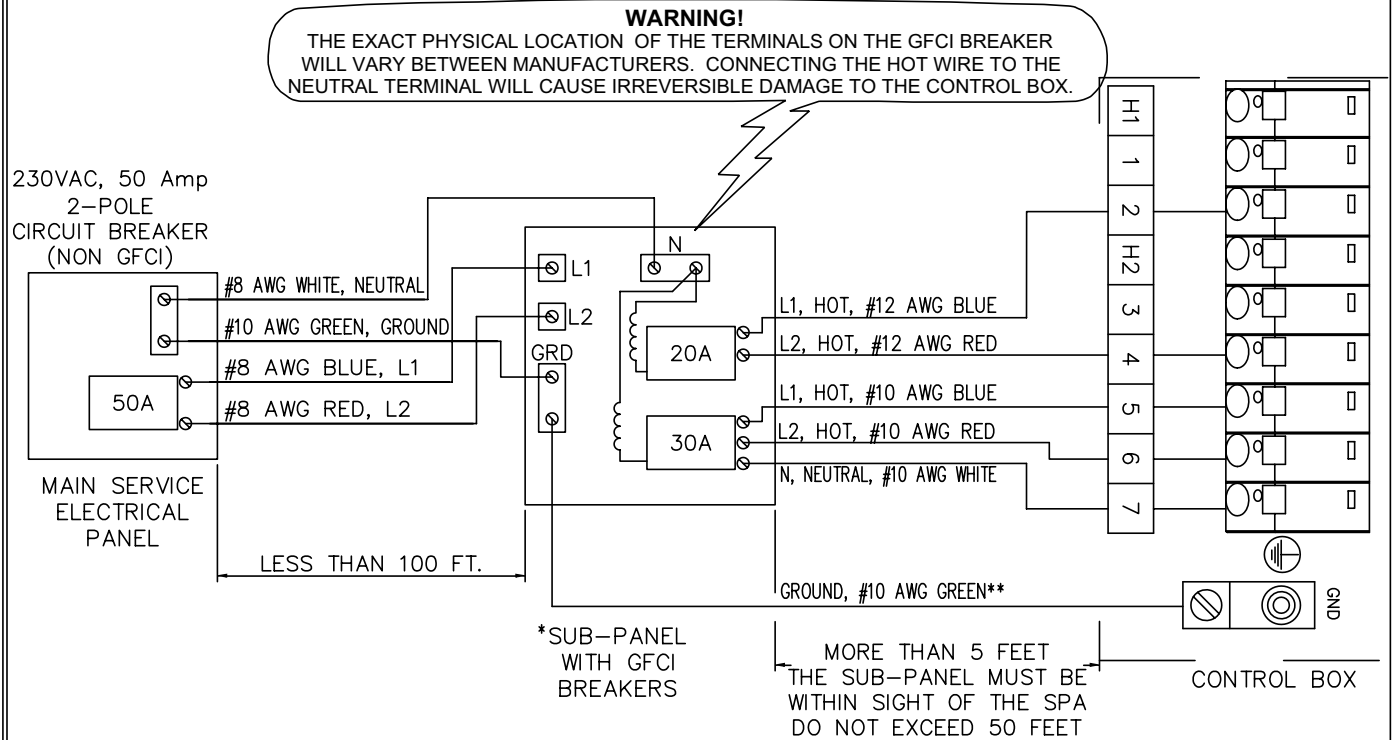 WARNING!
THE EXACT PHYSICAL LOCATION OF THE TERMINALS ON THE GFCI BREAKER
WILL VARY BETWEEN MANUFACTURERS. CONNECTING THE HOT WIRE TO THE
NEUTRAL TERMINAL WILL CAUSE IRREVERSIBLE DAMAGE TO THE CONTROL BOX.
230VAC, 50 Amp
2-POLE
CIRCUIT BREAKER
(NON GFCI)
#8 AWG WHITE, NEUTRAL
#10 AWG GREEN, GROUND
#8 AWG BLUE, L1
#8 AWG RED, L2
50A
MAIN SERVICE
ELECTRICAL
PANEL
LESS THAN 100 FT.
L1
L2
GRD
N
20A
30A
*SUB-PANEL
WITH GFCI
BREAKERS
L1, HOT, #12 AWG BLUE
L2, HOT, #12 AWG RED
L1, HOT, #10 AWG BLUE
L2, HOT, #10 AWG RED
N, NEUTRAL, #10 AWG WHITE
GROUND, #10 AWG GREEN**
MORE THAN 5 FEET
THE SUB-PANEL MUST BE
WITHIN SIGHT OF THE SPA
DO NOT EXCEED 50 FEET
H1
1
2
H2
3
4
5
6
7
GND
CONTROL BOX